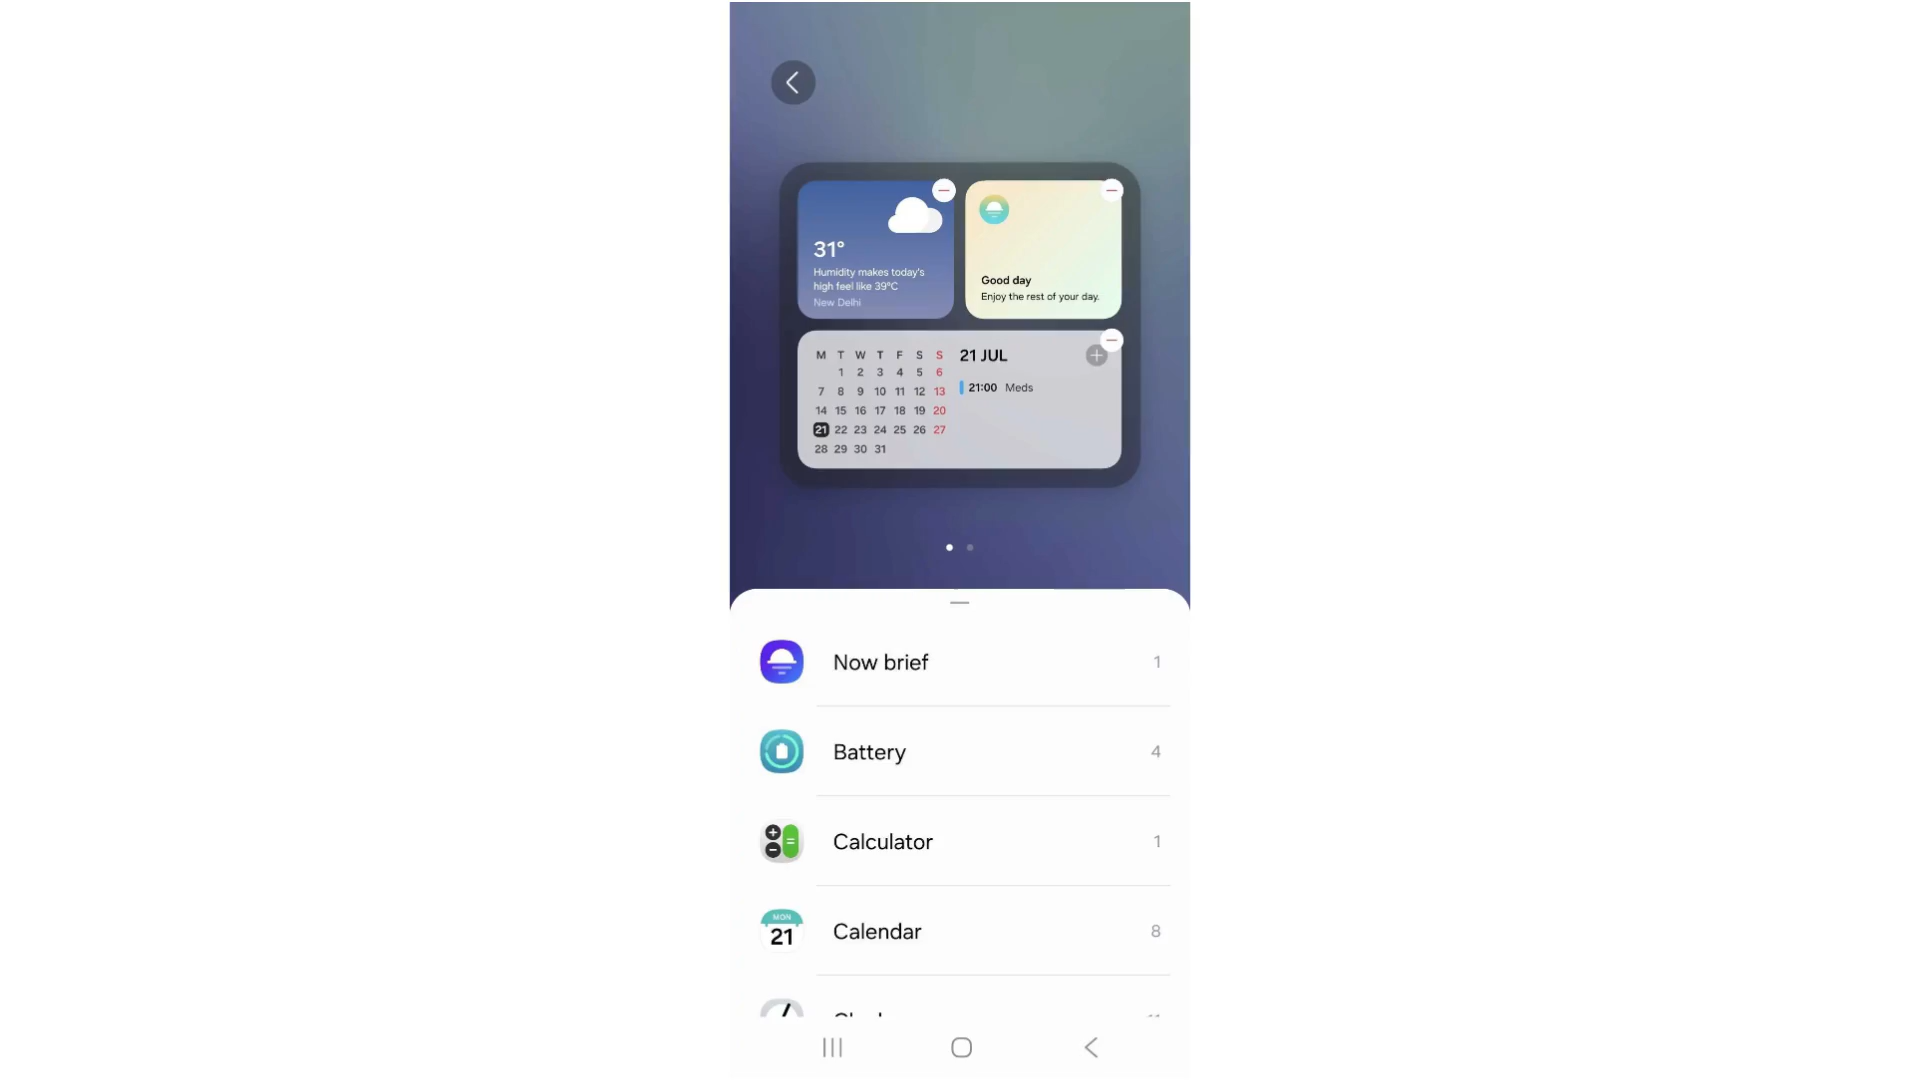 31°
Humidity makes today's
high feel like 39°C
New Delhi
Good day
Enjoy the rest of your day.
M T W T F S S
1 2 3 4 5 6
7 8 9 10 11 12 13
14 15 16 17 18 19 20
21 22 23 24 25 26 27
28 29 30 31
21 JUL
21:00 Meds
Now brief 1
Battery 4
Calculator 1
MON
21
Calendar 8